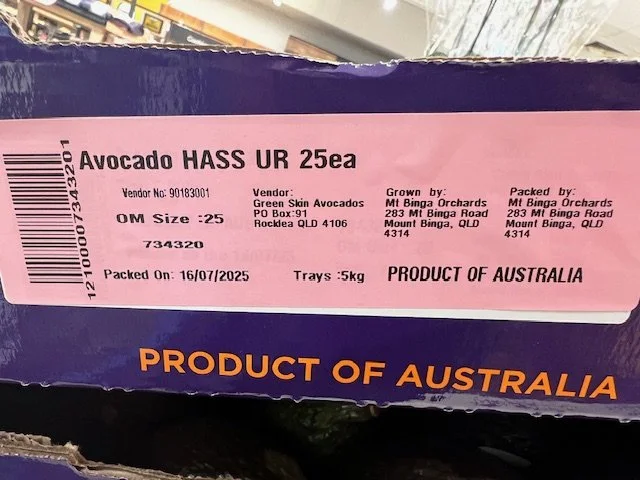 Avocado HASS UR 25ea
Vendor No: 90183001
OM Size :25
734320
Vendor:
Green Skin Avocados
PO Box:91
Rocklea QLD 4106
Grown by:
Mt Binga Orchards
283 Mt Binga Road
Mount Binga, QLD
4314
Packed by:
Mt Binga Orchards
283 Mt Binga Road
Mount Binga, QLD
4314
Packed On: 16/07/2025
Trays :5kg
PRODUCT OF AUSTRALIA
12100007343201
PRODUCT OF AUSTRALIA